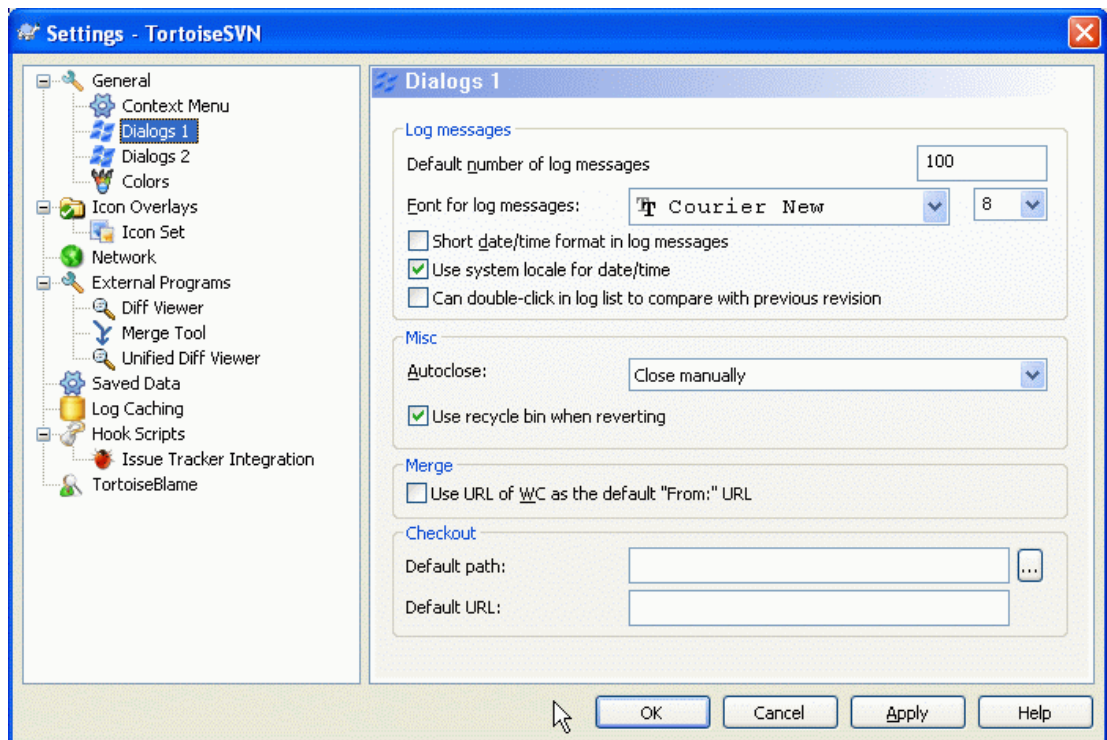 Settings - TortoiseSVN
General
Context Menu
Dialogs 1
Dialogs 2
Colors
Icon Overlays
Icon Set
Network
External Programs
Diff Viewer
Merge Tool
Unified Diff Viewer
Saved Data
Log Caching
Hook Scripts
Issue Tracker Integration
TortoiseBlame
Dialogs 1
Log messages
Default number of log messages 100
Font for log messages: Courier New 8
Short date/time format in log messages
Use system locale for date/time
Can double-click in log list to compare with previous revision
Misc
Autoclose: Close manually
Use recycle bin when reverting
Merge
Use URL of WC as the default "From:" URL
Checkout
Default path: ...
Default URL:
OK Cancel Apply Help